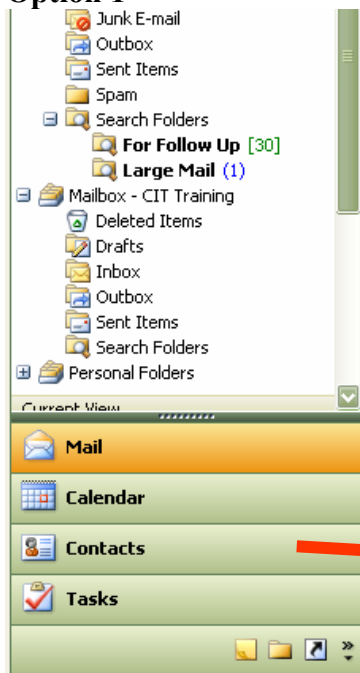 Option 1
Junk E-mail
Outbox
Sent Items
Spam
Search Folders
For Follow Up [30]
Large Mail (1)
Mailbox - CIT Training
Deleted Items
Drafts
Inbox
Outbox
Sent Items
Search Folders
Personal Folders
Current View
Mail
Calendar
Contacts
Tasks